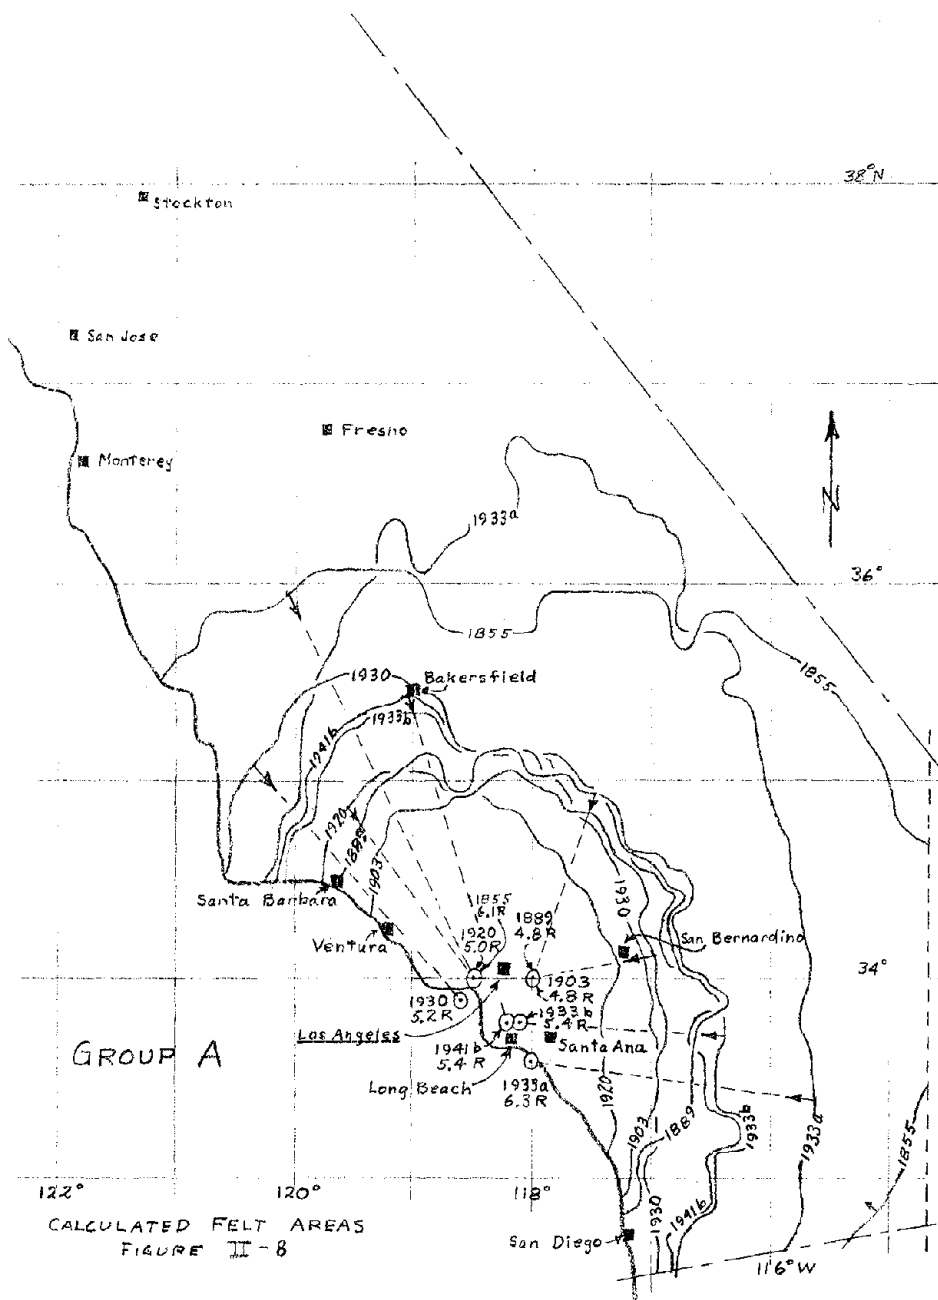 38°N
Stockton
San Jose
Fresno
Monterey
1933a
N
36°
1855
1855
1930
Bakersfield
1941b
1933b
1920
1889
1903
1930
Santa Barbara
1855
6.1R
1889
4.8R
San Bernardino
Ventura
1920
5.0R
34°
1903
4.8R
1930
5.2R
1933b
5.4R
Los Angeles
Santa Ana
GROUP A
1941b
5.4R
Long Beach
1933a
6.3R
1920
1903
1889
1933b
1933a
1855
122°
120°
118°
1930
1941b
CALCULATED FELT AREAS
FIGURE III-8
San Diego
116°W